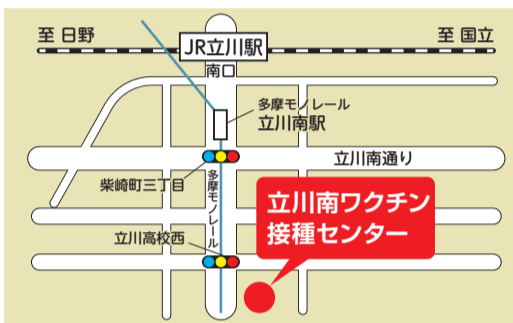 至 日野
至 国立
JR立川駅
南口
多摩モノレール
立川南駅
立川南通り
柴崎町三丁目
多摩モノレール
立川南ワクチン
接種センター
立川高校西